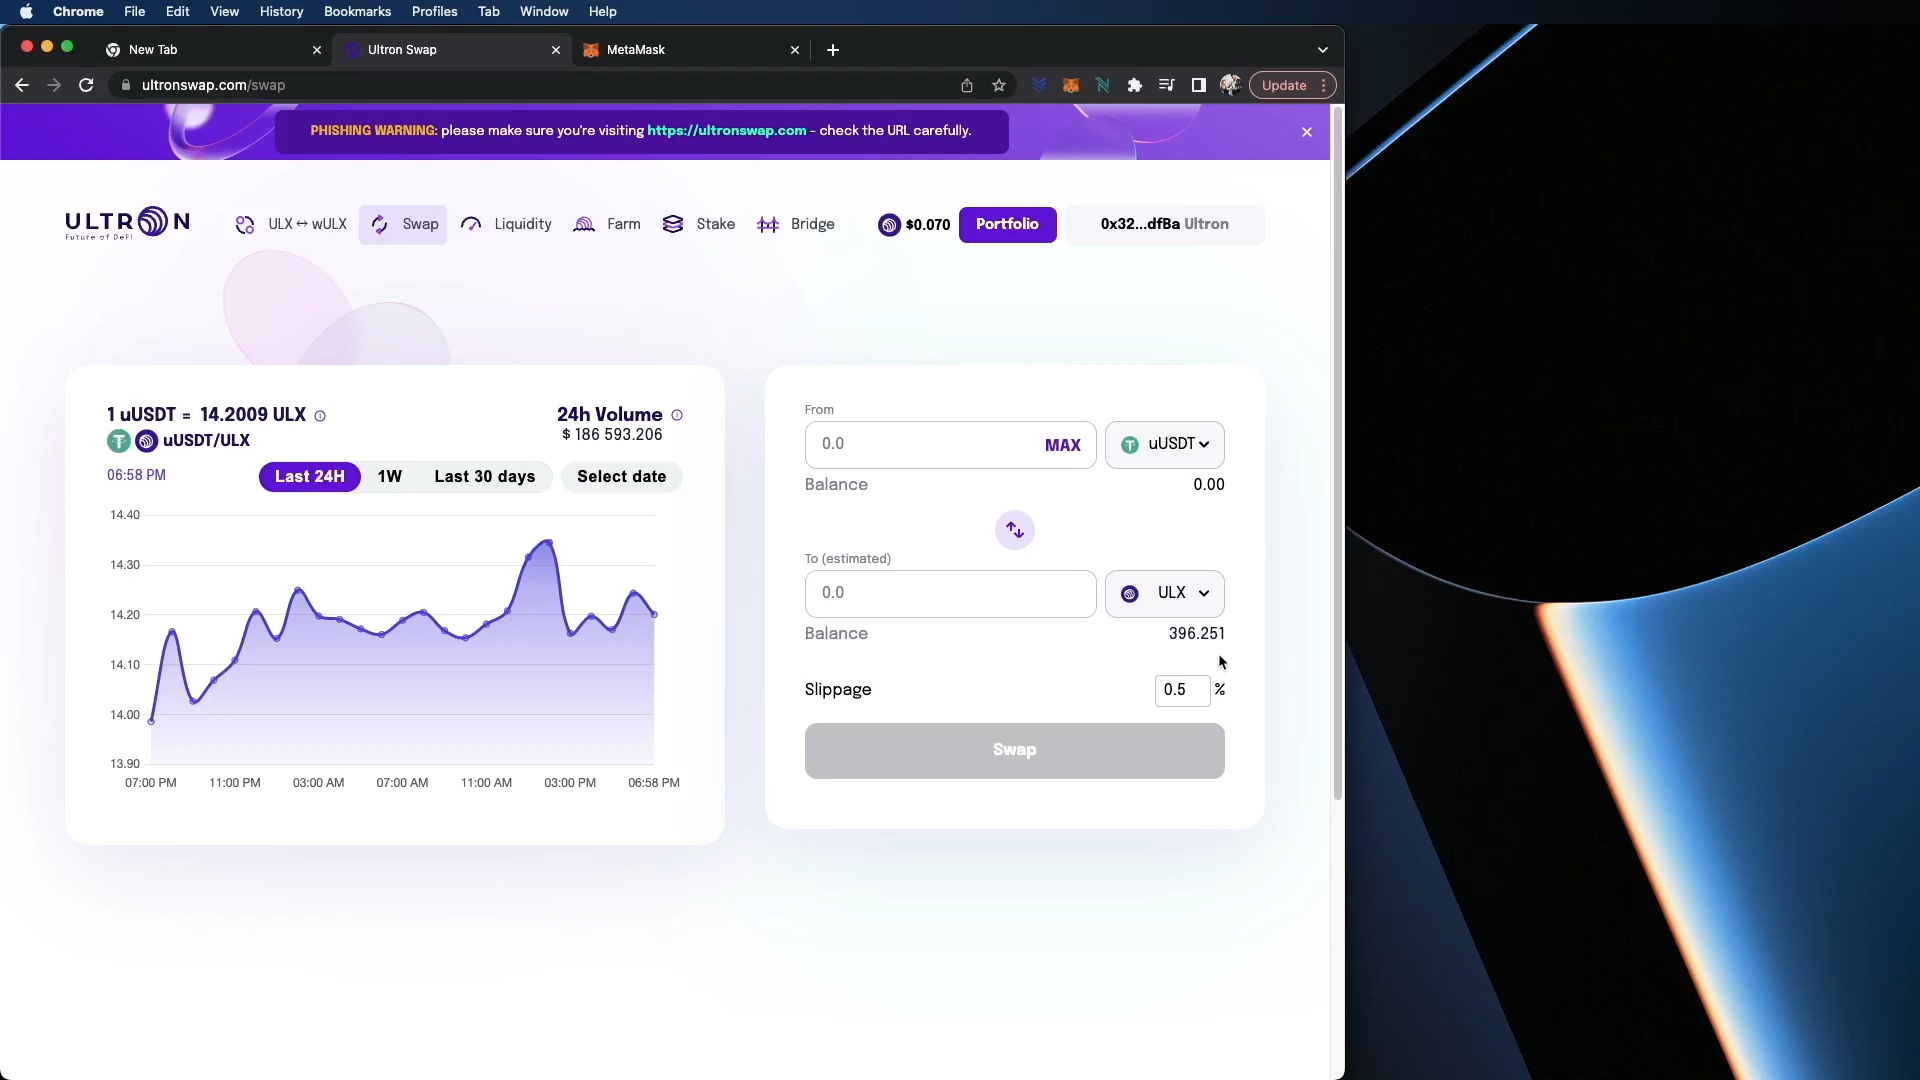 Chrome File Edit View History Bookmarks Profiles Tab Window Help
New Tab Ultron Swap MetaMask
ultronswap.com/swap Update
PHISHING WARNING: please make sure you're visiting https://ultronswap.com - check the URL carefully.
ULTRON ULX ↔ wULX Swap Liquidity Farm Stake Bridge $0.070 Portfolio 0x32...dfBa Ultron
Future of DeFi
1 uUSDT = 14.2009 ULX
uUSDT/ULX
24h Volume
$ 186 593.206
06:58 PM Last 24H 1W Last 30 days Select date
14.40
14.30
14.20
14.10
14.00
13.90
07:00 PM 11:00 PM 03:00 AM 07:00 AM 11:00 AM 03:00 PM 06:58 PM
From
0.0 MAX uUSDT
Balance 0.00
To (estimated)
0.0 ULX
Balance 396.251
Slippage 0.5 %
Swap